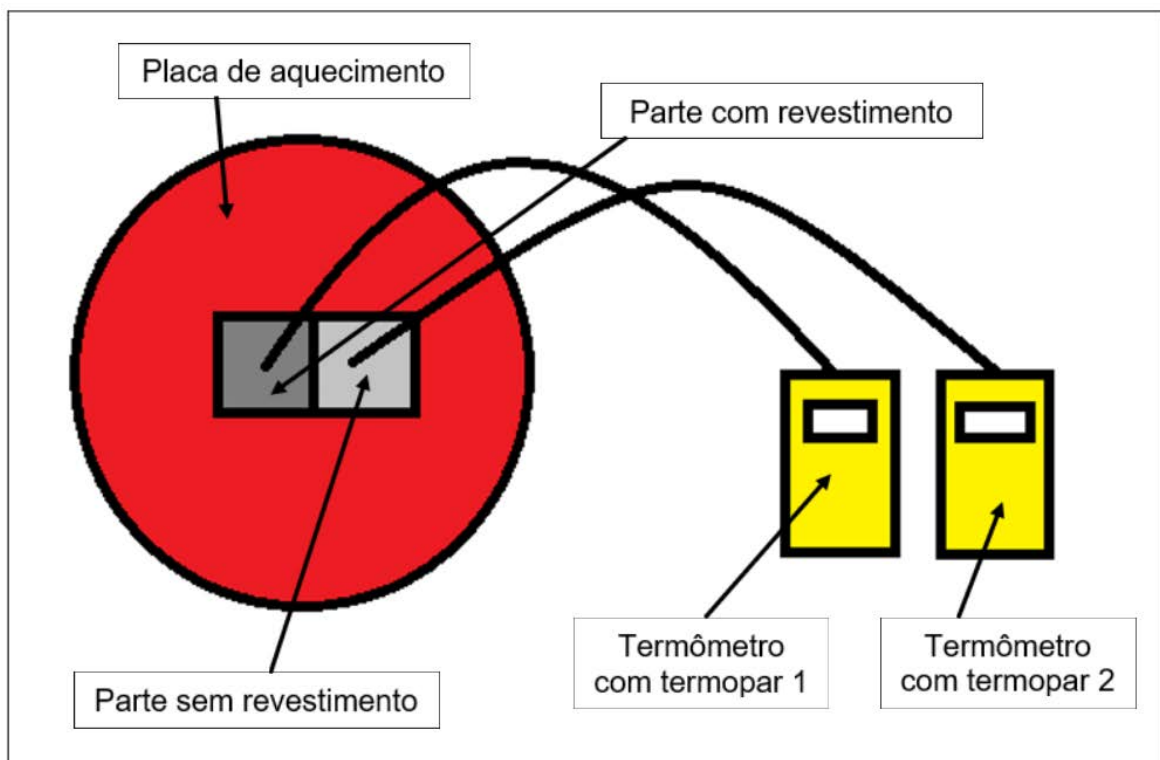 Placa de aquecimento
Parte com revestimento
Parte sem revestimento
Termômetro
com termopar 1
Termômetro
com termopar 2